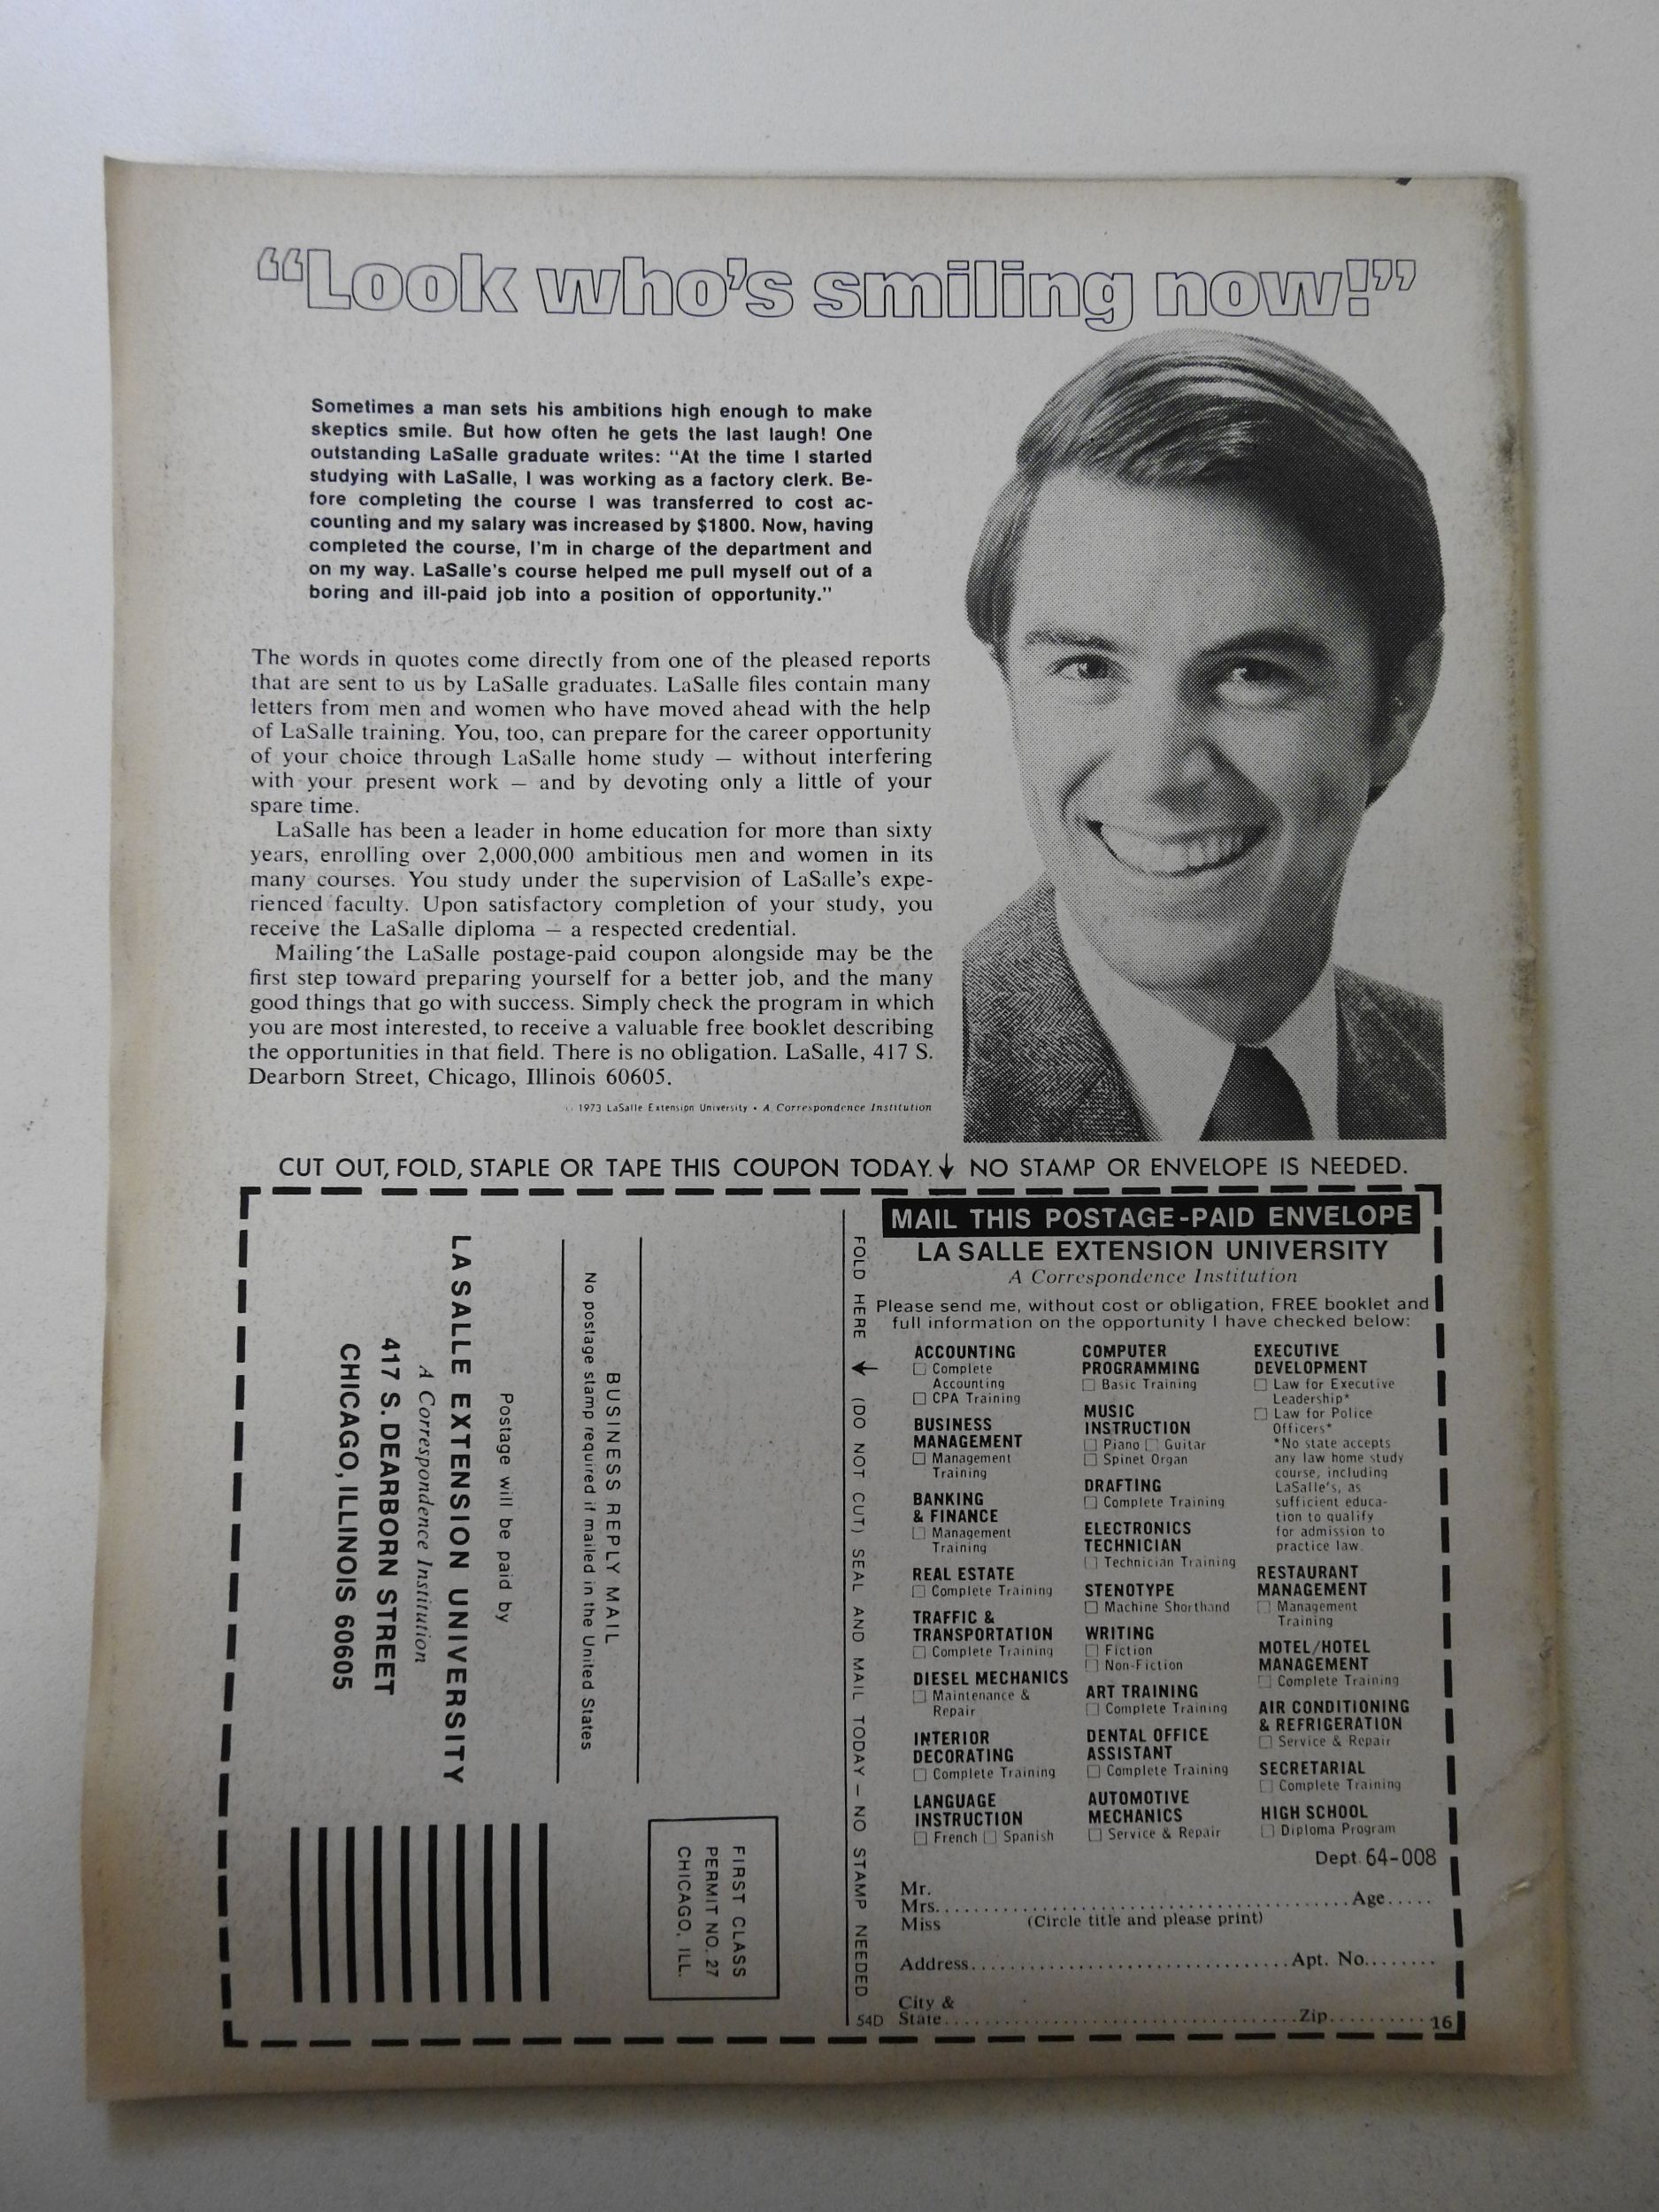 “Look who's smiling now!”
Sometimes a man sets his ambitions high enough to make
skeptics smile. But how often he gets the last laugh! One
outstanding LaSalle graduate writes: “At the time I started
studying with LaSalle, I was working as a factory clerk. Be-
fore completing the course I was transferred to cost ac-
counting and my salary was increased by $1800. Now, having
completed the course, I'm in charge of the department and
on my way. LaSalle's course helped me pull myself out of a
boring and ill-paid job into a position of opportunity.”
The words in quotes come directly from one of the pleased reports
that are sent to us by LaSalle graduates. LaSalle files contain many
letters from men and women who have moved ahead with the help
of LaSalle training. You, too, can prepare for the career opportunity
of your choice through LaSalle home study — without interfering
with your present work — and by devoting only a little of your
spare time.
LaSalle has been a leader in home education for more than sixty
years, enrolling over 2,000,000 ambitious men and women in its
many courses. You study under the supervision of LaSalle's expe-
rienced faculty. Upon satisfactory completion of your study, you
receive the LaSalle diploma — a respected credential.
Mailing the LaSalle postage-paid coupon alongside may be the
first step toward preparing yourself for a better job, and the many
good things that go with success. Simply check the program in which
you are most interested, to receive a valuable free booklet describing
the opportunities in that field. There is no obligation. LaSalle, 417 S.
Dearborn Street, Chicago, Illinois 60605.
© 1973 LaSalle Extension University • A Correspondence Institution
CUT OUT, FOLD, STAPLE OR TAPE THIS COUPON TODAY.↓ NO STAMP OR ENVELOPE IS NEEDED.
FIRST CLASS
PERMIT NO. 27
CHICAGO, ILL.
BUSINESS REPLY MAIL
No postage stamp required if mailed in the United States
Postage will be paid by
LA SALLE EXTENSION UNIVERSITY
A Correspondence Institution
417 S. DEARBORN STREET
CHICAGO, ILLINOIS 60605
FOLD HERE ↓ (DO NOT CUT) SEAL AND MAIL TODAY — NO STAMP NEEDED
54D
MAIL THIS POSTAGE-PAID ENVELOPE
LA SALLE EXTENSION UNIVERSITY
A Correspondence Institution
Please send me, without cost or obligation, FREE booklet and
full information on the opportunity I have checked below:
ACCOUNTING
☐ Complete
Accounting
☐ CPA Training
BUSINESS
MANAGEMENT
☐ Management
Training
BANKING
& FINANCE
☐ Management
Training
REAL ESTATE
☐ Complete Training
TRAFFIC &
TRANSPORTATION
☐ Complete Training
DIESEL MECHANICS
☐ Maintenance &
Repair
INTERIOR
DECORATING
☐ Complete Training
LANGUAGE
INSTRUCTION
☐ French ☐ Spanish
COMPUTER
PROGRAMMING
☐ Basic Training
MUSIC
INSTRUCTION
☐ Piano ☐ Guitar
☐ Spinet Organ
DRAFTING
☐ Complete Training
ELECTRONICS
TECHNICIAN
☐ Technician Training
STENOTYPE
☐ Machine Shorthand
WRITING
☐ Fiction
☐ Non-Fiction
ART TRAINING
☐ Complete Training
DENTAL OFFICE
ASSISTANT
☐ Complete Training
AUTOMOTIVE
MECHANICS
☐ Service & Repair
EXECUTIVE
DEVELOPMENT
☐ Law for Executive
Leadership*
☐ Law for Police
Officers*
*No state accepts
any law home study
course, including
LaSalle's, as
sufficient educa-
tion to qualify
for admission to
practice law.
RESTAURANT
MANAGEMENT
☐ Management
Training
MOTEL/HOTEL
MANAGEMENT
☐ Complete Training
AIR CONDITIONING
& REFRIGERATION
☐ Service & Repair
SECRETARIAL
☐ Complete Training
HIGH SCHOOL
☐ Diploma Program
Dept. 64-008
Mr.
Mrs. Age
Miss (Circle title and please print)
Address Apt. No.
City &
State Zip 16